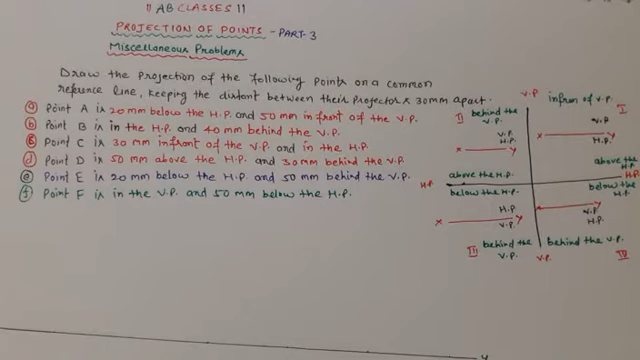 11 AB CLASSES 11
PROJECTION OF POINTS - PART-3
Miscellaneous Problems
Draw the Projection of the following Points on a common
reference line, keeping the distant between their Projectors 30mm apart.
a Point A is 20 mm below the H.P. and 50 mm in front of the V.P.
b Point B is in the H.P. and 40 mm behind the V.P.
Point C is 30 mm in front of the V.P. and in the H.P.
d Point D is 50 mm above the H.P. and 30 mm behind the V.P.
e Point E is 20 mm below the H.P. and 50 mm behind the V.P.
f Point F is in the V.P. and 50 mm below the H.P.
V.P
II behind the
V.P.
V.P.
H.P.
x y
above the H.P.
infron of V.P.
I
V.P
x y
H.P.
above the
H.P.
H.P.
H.P.
below the H.P.
H.P.
x y
V.P.
III behind the
V.P.
below the
H.P.
y
V.P.
H.P.
behind the V.P.
V.P.
IV
y